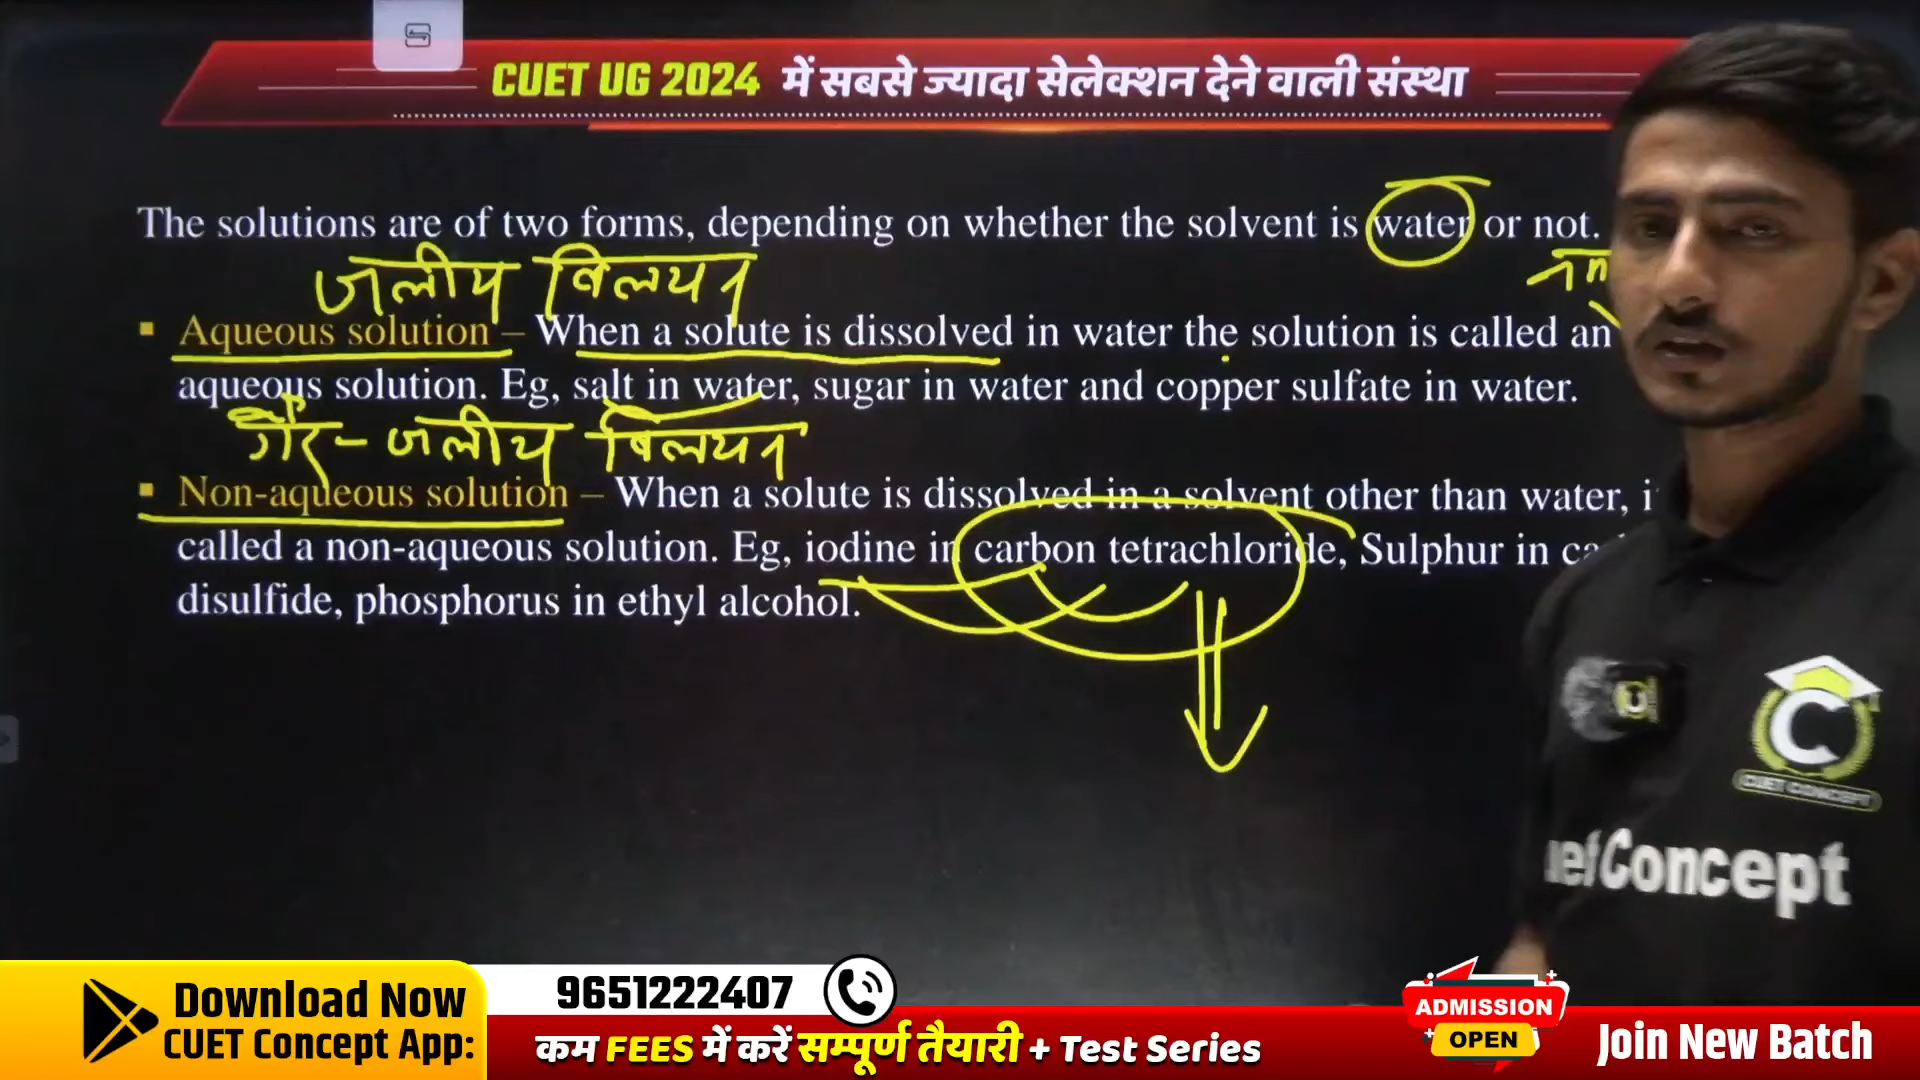 CUET UG 2024 में सबसे ज्यादा सेलेक्शन देने वाली संस्था
The solutions are of two forms, depending on whether the solvent is water or not.
जलीय विलयन
Aqueous solution – When a solute is dissolved in water the solution is called an
aqueous solution. Eg, salt in water, sugar in water and copper sulfate in water.
गैर-जलीय विलयन
Non-aqueous solution – When a solute is dissolved in a solvent other than water,
called a non-aqueous solution. Eg, iodine in carbon tetrachloride, Sulphur in
disulfide, phosphorus in ethyl alcohol.
C
CUET CONCEPT
uetConcept
Download Now
CUET Concept App:
9651222407
कम FEES में करें सम्पूर्ण तैयारी + Test Series
ADMISSION
OPEN
Join New Batch